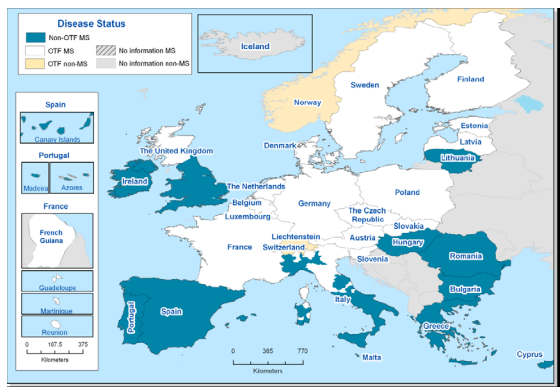 Disease Status
Non-OTF MS
OTF MS
No information MS
OTF non-MS
No information non-MS
Iceland
Spain
Canary Islands
Portugal
Madeira
Azores
France
French
Guiana
Guadeloupe
Martinique
Reunion
0 187.5 375
Kilometers
Norway
Sweden
Finland
Estonia
Latvia
Lithuania
Denmark
The United Kingdom
Ireland
The Netherlands
Belgium
Luxembourg
Germany
Poland
The Czech
Republic
Slovakia
Liechtenstein
Austria
Hungary
Switzerland
France
Slovenia
Romania
Bulgaria
Portugal
Spain
Italy
Greece
Malta
Cyprus
0 385 770
Kilometers